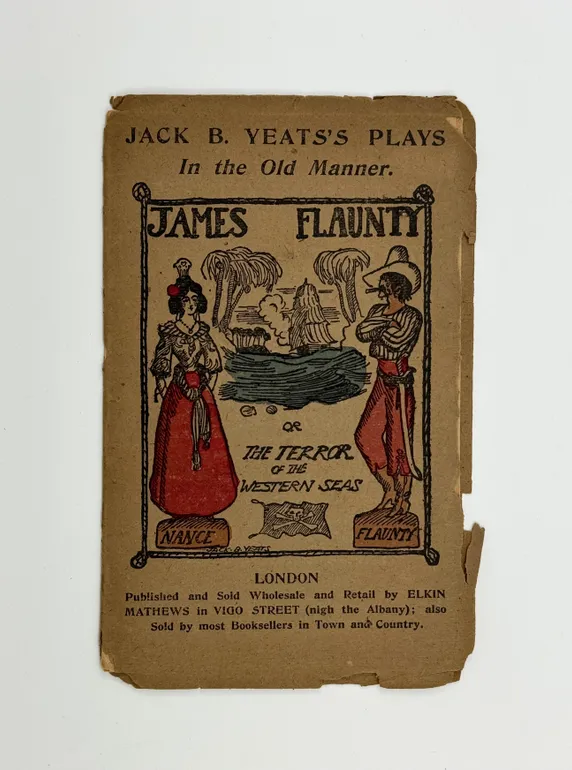 JACK B. YEATS'S PLAYS
In the Old Manner.
JAMES FLAUNTY
OR
THE TERROR
OF THE
WESTERN SEAS
NANCE
FLAUNTY
JACK B YEATS
LONDON
Published and Sold Wholesale and Retail by ELKIN
MATHEWS in VIGO STREET (nigh the Albany); also
Sold by most Booksellers in Town and Country.